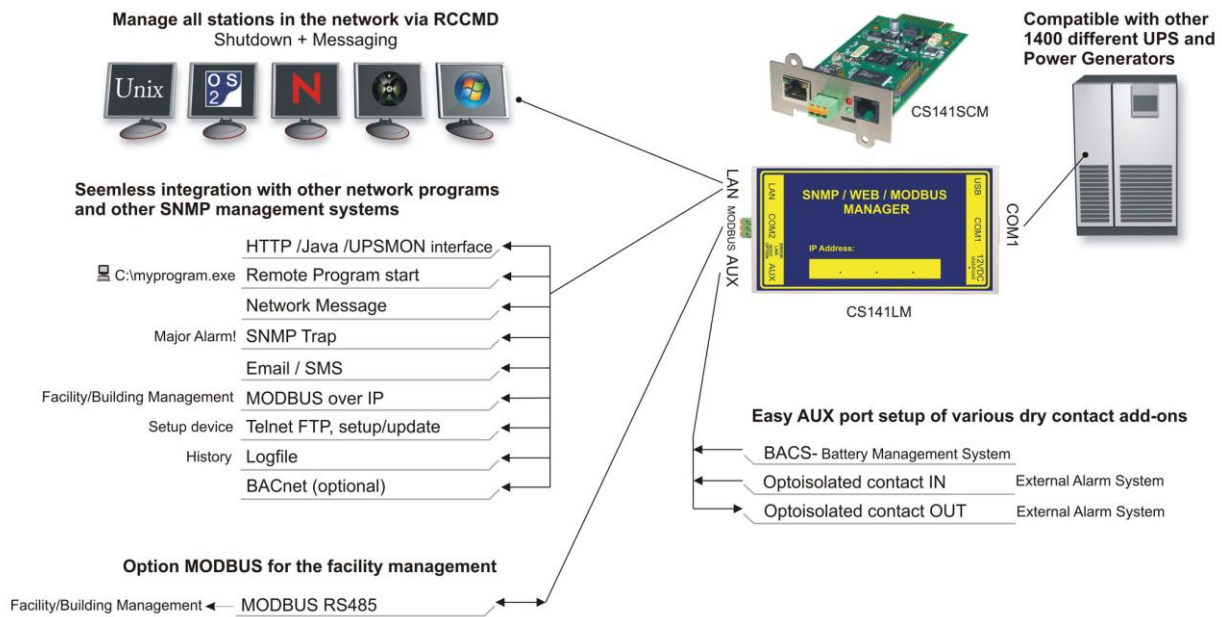 Manage all stations in the network via RCCMD
Shutdown + Messaging
Unix
O S
2
N
CS141SCM
Compatible with other
1400 different UPS and
Power Generators
Seemless integration with other network programs
and other SNMP management systems
HTTP /Java /UPSMON interface
C:\myprogram.exe Remote Program start
Network Message
Major Alarm! SNMP Trap
Email / SMS
Facility/Building Management MODBUS over IP
Setup device Telnet FTP, setup/update
History Logfile
BACnet (optional)
LAN
MODBUS
AUX
LAN
COM2
AUX
SNMP / WEB / MODBUS
MANAGER
IP Address:
. . .
USB
COM1
12VDC
COM1
CS141LM
Easy AUX port setup of various dry contact add-ons
BACS- Battery Management System
Optoisolated contact IN External Alarm System
Optoisolated contact OUT External Alarm System
Option MODBUS for the facility management
Facility/Building Management MODBUS RS485